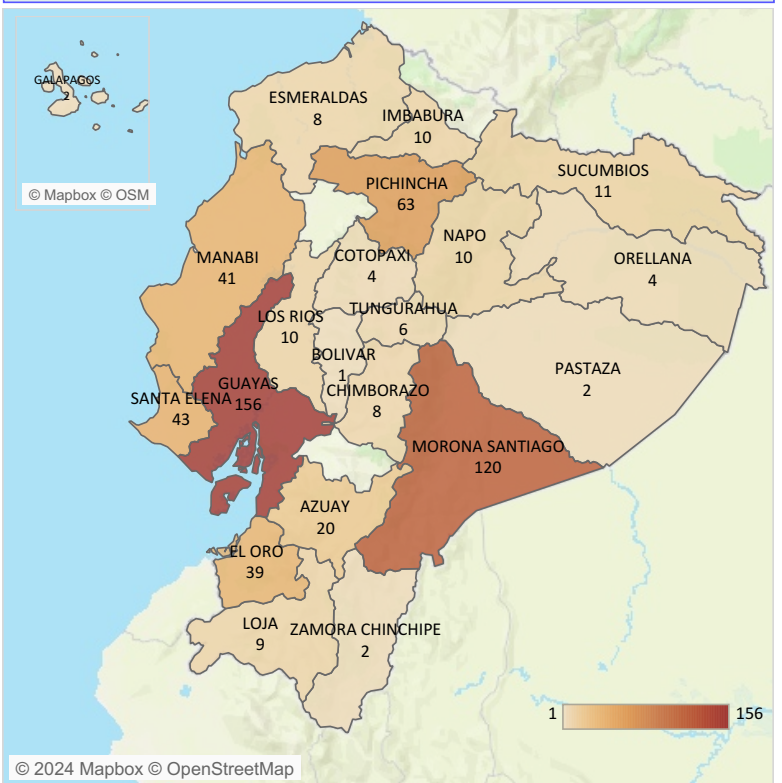 GALAPAGOS
2
© Mapbox © OSM
ESMERALDAS
8
IMBABURA
10
SUCUMBIOS
11
PICHINCHA
63
NAPO
10
ORELLANA
4
MANABI
41
COTOPAXI
4
TUNGURAHUA
6
LOS RIOS
10
BOLIVAR
1
PASTAZA
2
CHIMBORAZO
8
GUAYAS
156
SANTA ELENA
43
MORONA SANTIAGO
120
AZUAY
20
EL ORO
39
LOJA
9
ZAMORA CHINCHIPE
2
1 156
© 2024 Mapbox © OpenStreetMap